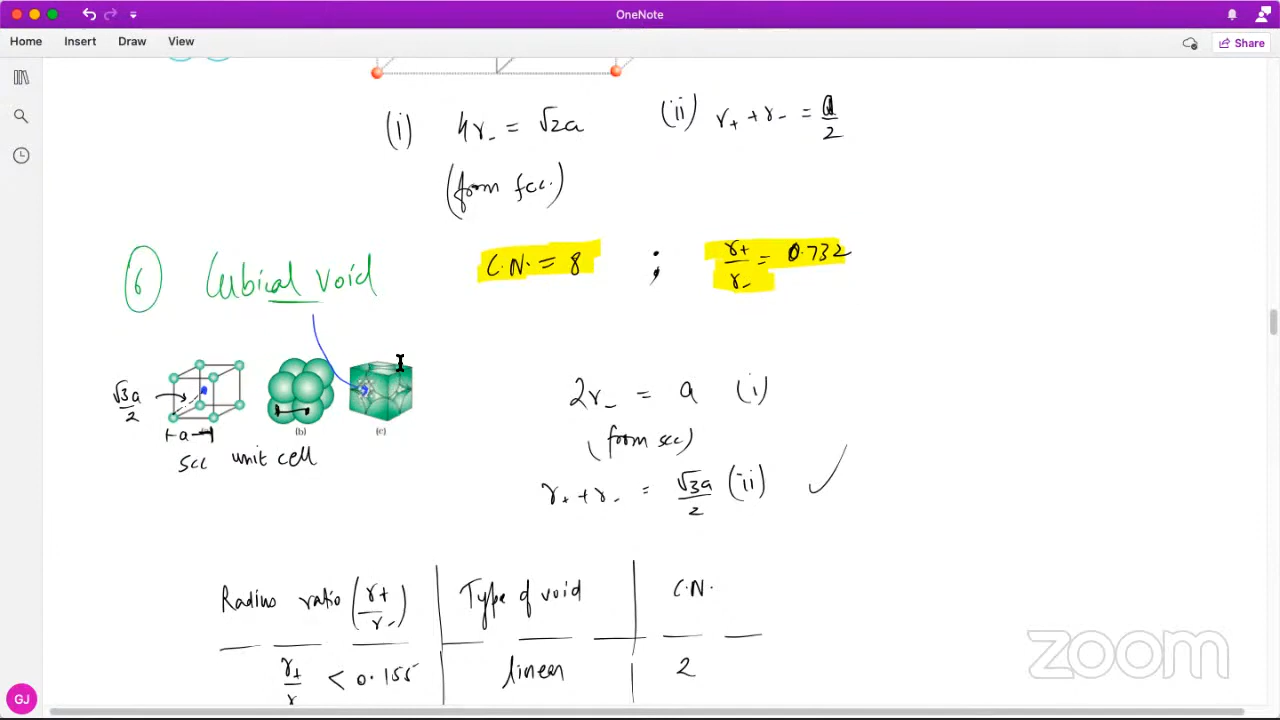 OneNote
Home Insert Draw View
Share
(i) 4r₋ = √2a (ii) r₊ + r₋ = a/2
(from fcc.)
6 Cubical void C.N. = 8 ; r₊/r₋ = 0.732
√3a/2
a
(b) (c)
scc unit cell
2r₋ = a (i)
(from scc)
r₊ + r₋ = √3a/2 (ii)
Radius ratio (r₊/r₋) Type of void C.N.
r₊/r < 0.155 linear 2
zoom
GJ